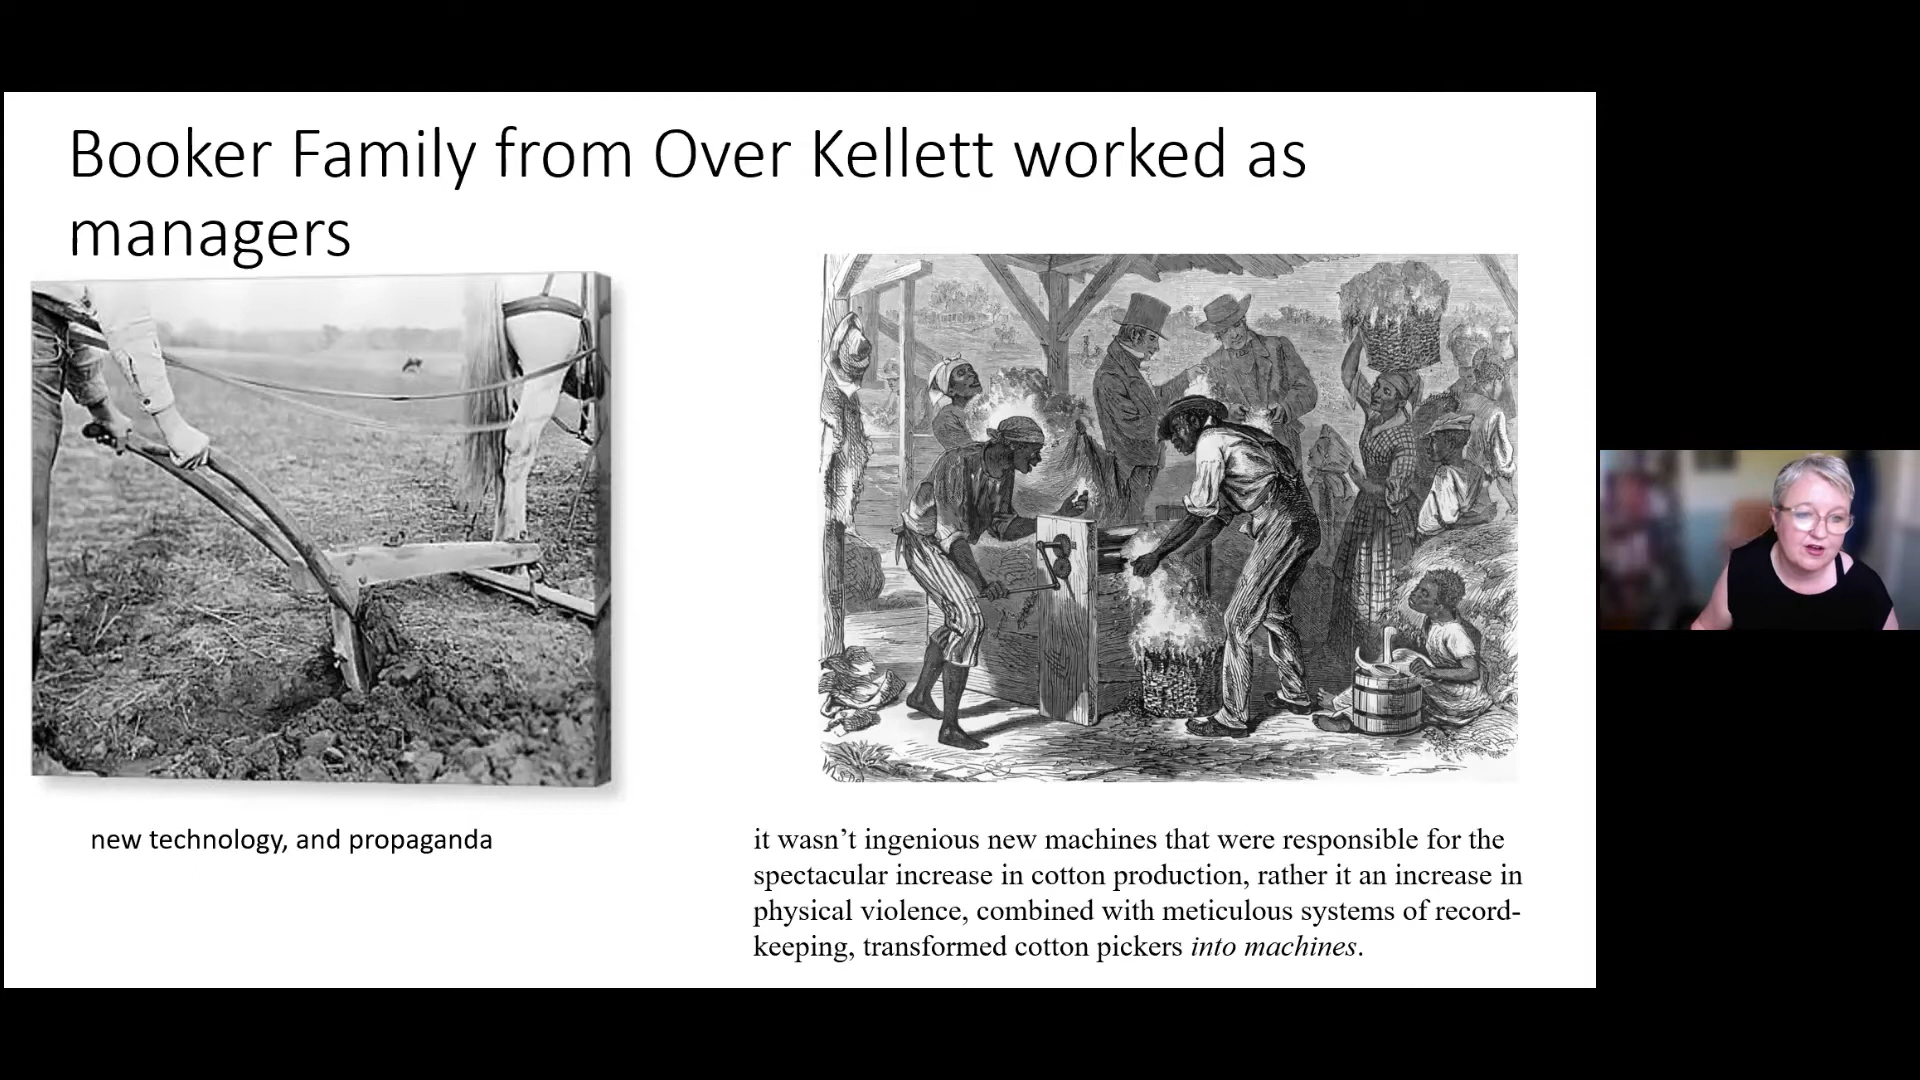 Booker Family from Over Kellett worked as
managers
new technology, and propaganda
it wasn’t ingenious new machines that were responsible for the
spectacular increase in cotton production, rather it an increase in
physical violence, combined with meticulous systems of record-
keeping, transformed cotton pickers into machines.